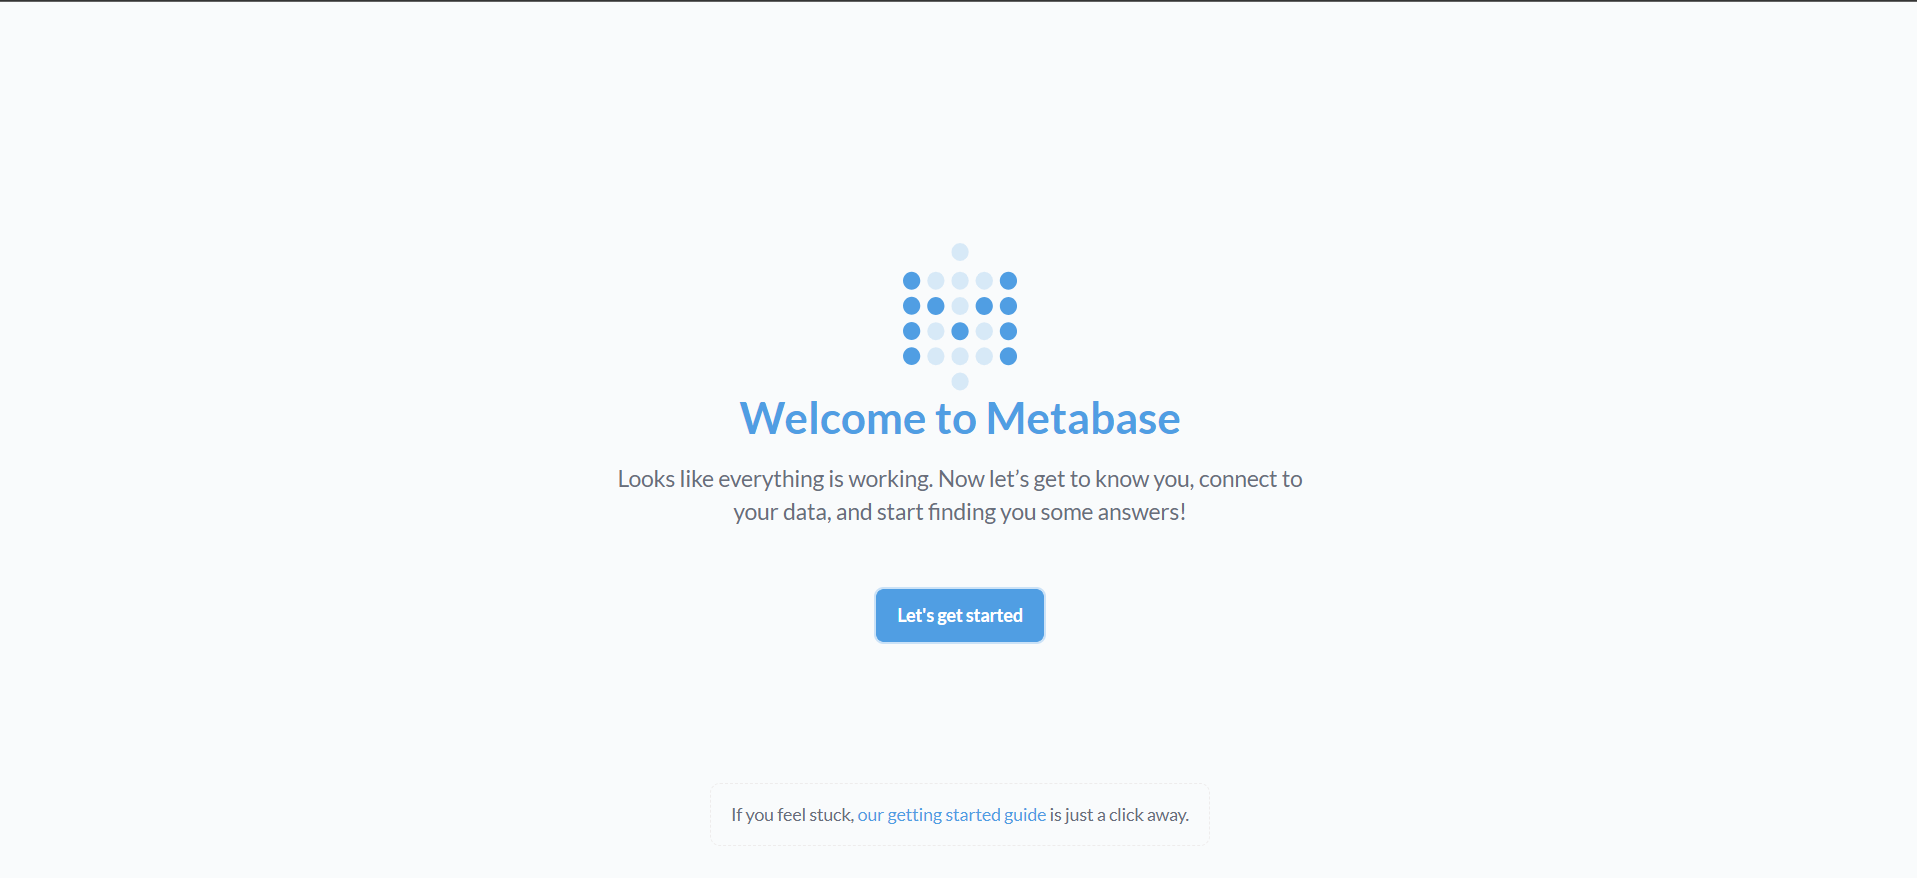 Welcome to Metabase
Looks like everything is working. Now let’s get to know you, connect to
your data, and start finding you some answers!
Let's get started
If you feel stuck, our getting started guide is just a click away.